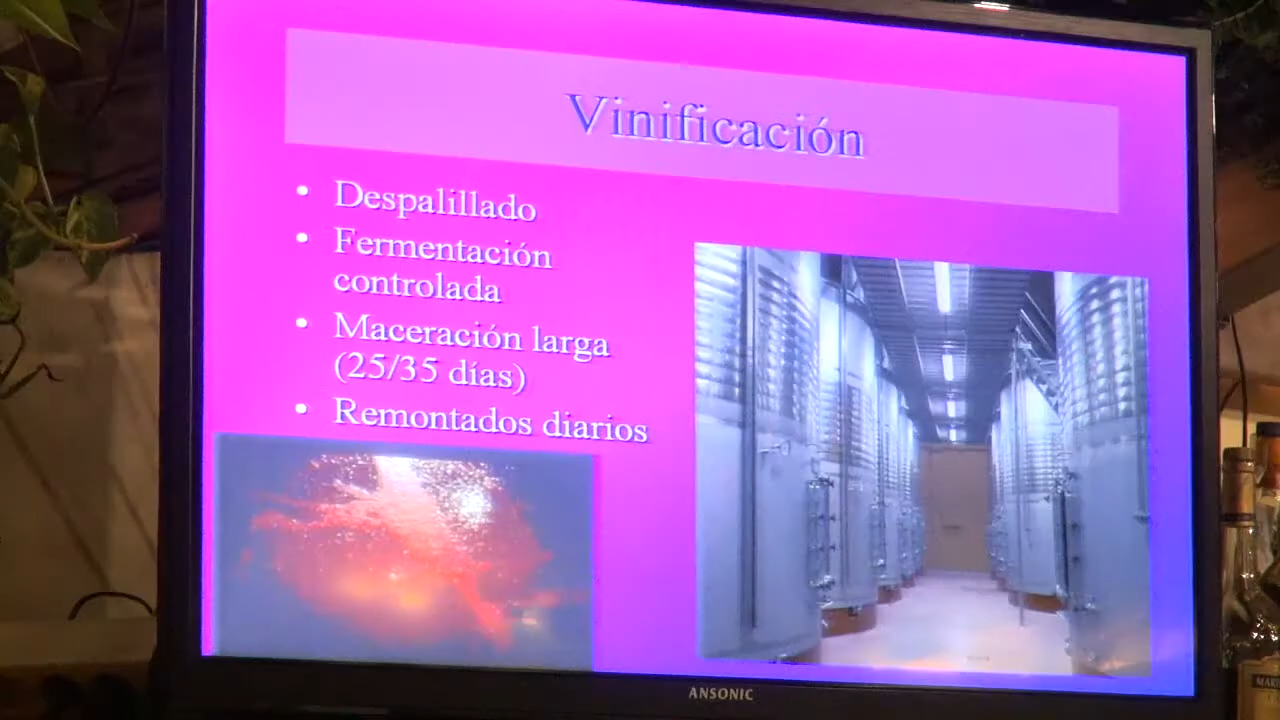 Vinificación
• Despalillado
• Fermentación
controlada
• Maceración larga
(25/35 días)
• Remontados diarios
ANSONIC